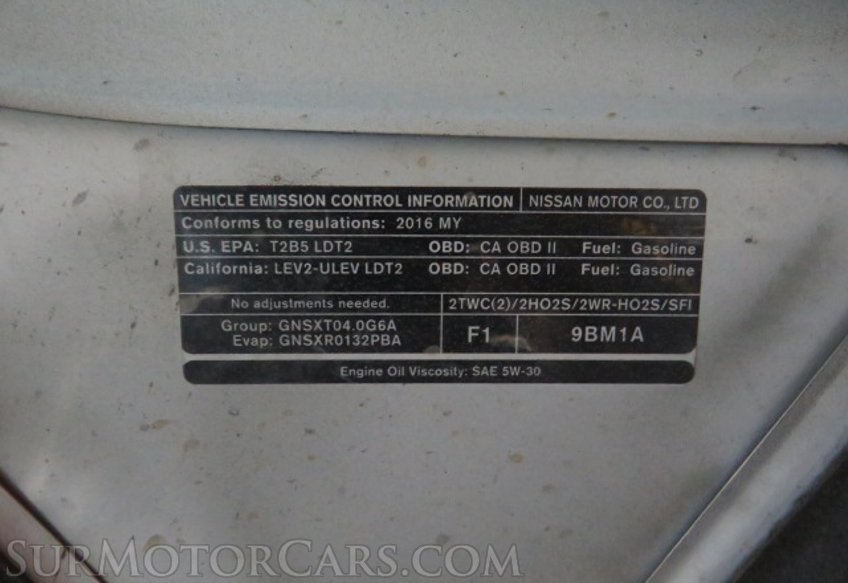 VEHICLE EMISSION CONTROL INFORMATION NISSAN MOTOR CO., LTD
Conforms to regulations: 2016 MY
U.S. EPA: T2B5 LDT2 OBD: CA OBD II Fuel: Gasoline
California: LEV2-ULEV LDT2 OBD: CA OBD II Fuel: Gasoline
No adjustments needed. 2TWC(2)/2HO2S/2WR-HO2S/SFI
Group: GNSXT04.0G6A
Evap: GNSXR0132PBA
F1 9BM1A
Engine Oil Viscosity: SAE 5W-30
SurMotorCars.com